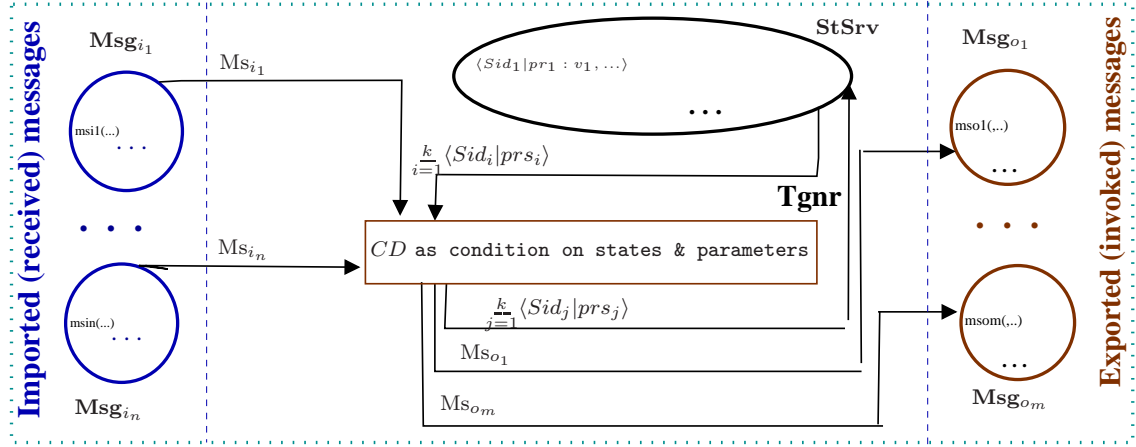 Imported (received) messages
Msg_{i_1}
msi1(...)
. . .
• • •
msin(...)
. . .
Msg_{i_n}
Ms_{i_1}
Ms_{i_n}
StSrv
⟨Sid_1|pr_1 : v_1, ...⟩
...
\underline{k}_{i=1} ⟨Sid_i|prs_i⟩
Tgnr
CD as condition on states & parameters
\underline{k}_{j=1} ⟨Sid_j|prs_j⟩
Ms_{o_1}
Ms_{o_m}
Msg_{o_1}
mso1(,..)
...
• • •
msom(,..)
...
Msg_{o_m}
Exported (invoked) messages